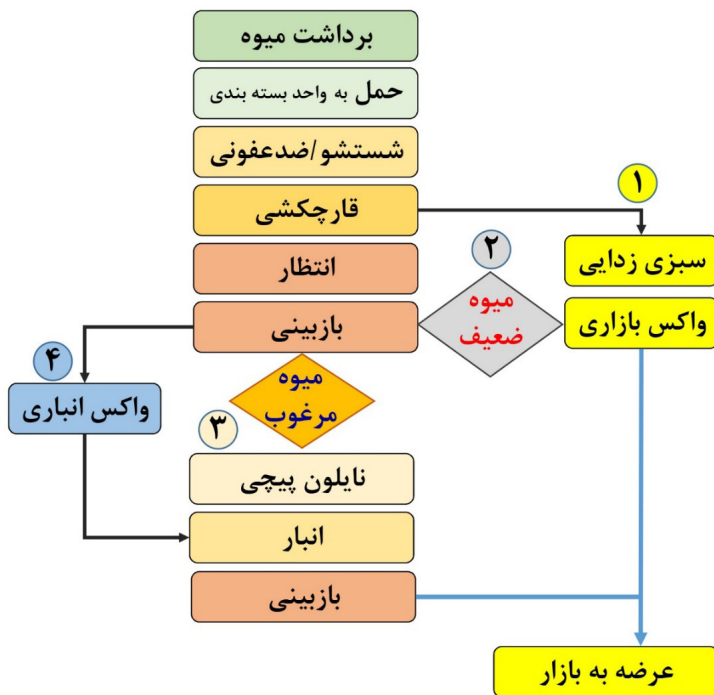 برداشت میوه
حمل به واحد بسته بندی
شستشو/ضدعفونی
قارچکشی
۱
سبزی زدایی
انتظار
۲
میوه
ضعیف
واکس بازاری
بازبینی
۴
واکس انباری
میوه
مرغوب
۳
نایلون پیچی
انبار
بازبینی
عرضه به بازار